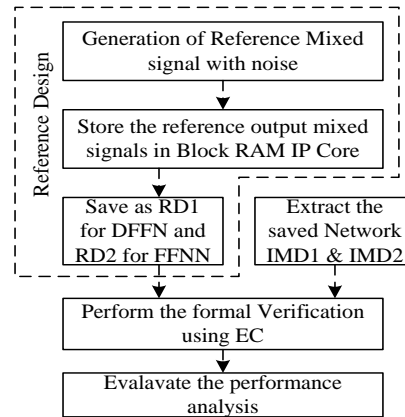 Reference Design
Generation of Reference Mixed
signal with noise
Store the reference output mixed
signals in Block RAM IP Core
Save as RD1
for DFFN and
RD2 for FFNN
Extract the
saved Network
IMD1 & IMD2
Perform the formal Verification
using EC
Evalavate the performance
analysis